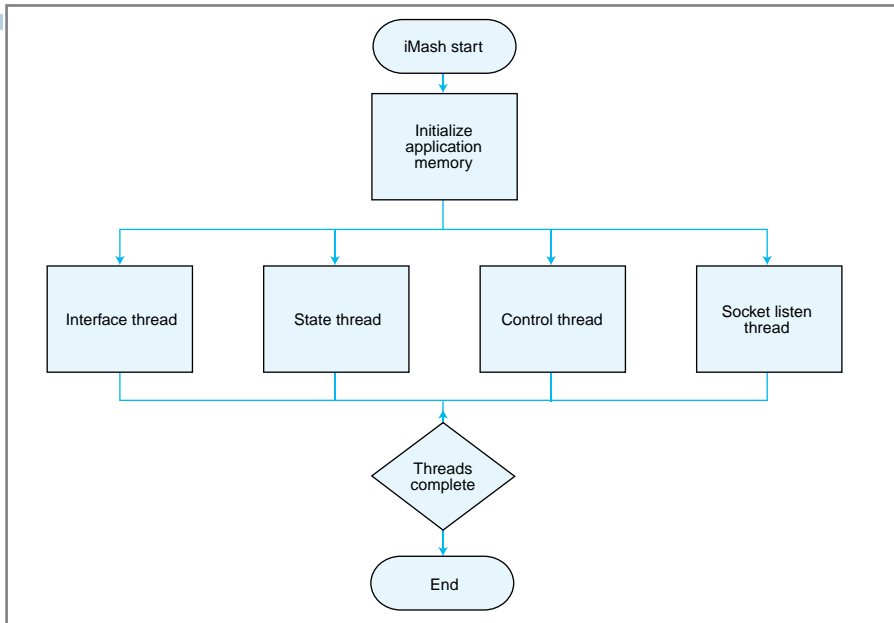 iMash start
Initialize
application
memory
Interface thread
State thread
Control thread
Socket listen
thread
Threads
complete
End